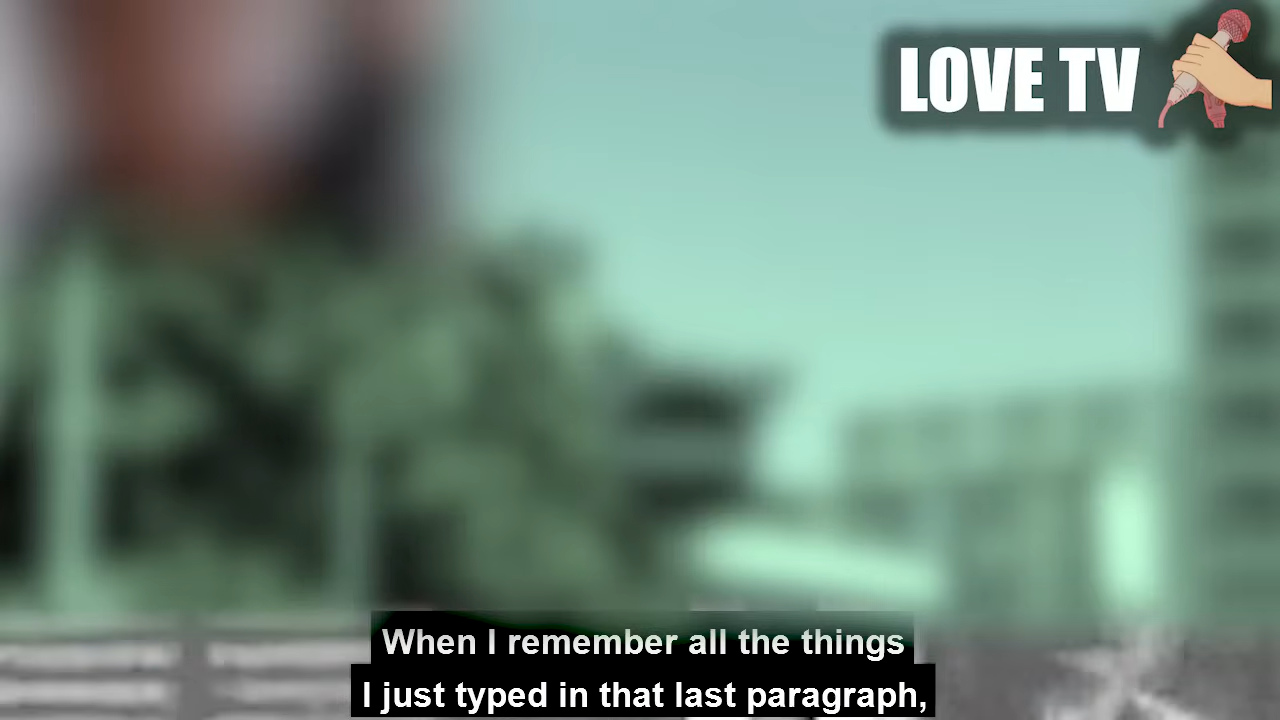 LOVE TV
When I remember all the things
I just typed in that last paragraph,